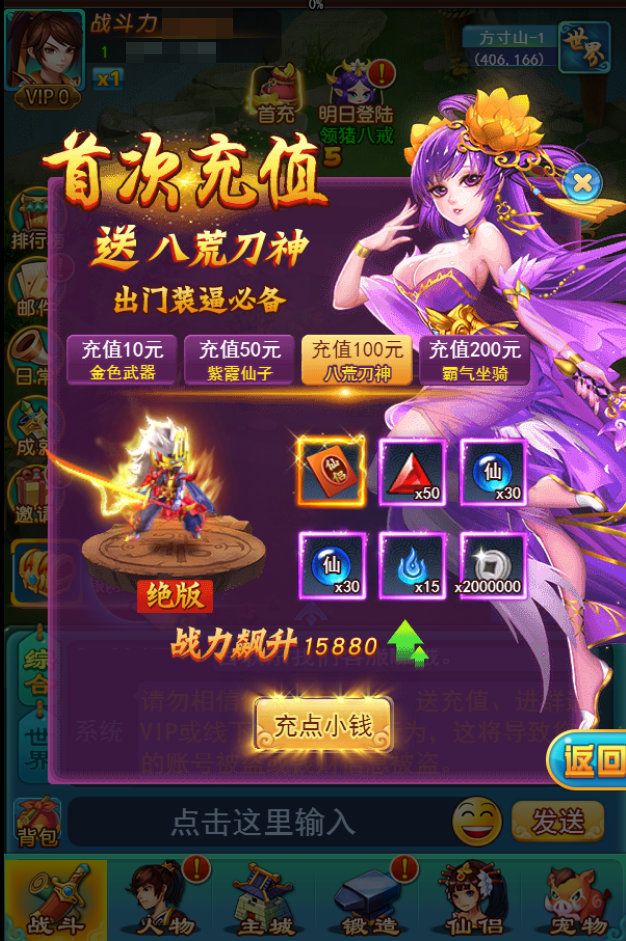 0%
战斗力
1
x1
VIP 0
方寸山-1
(406,166)
世界
首充
明日登陆
领猪八戒
5
首次充值
送 八荒刀神
出门装逼必备
充值10元
金色武器
充值50元
紫霞仙子
充值100元
八荒刀神
充值200元
霸气坐骑
排行
邮件
日常
成就
邀请
仙侣
x50
仙
x30
仙
x30
x15
x2000000
绝版
战力飙升 15880
充点小钱
综合
世界
系统
请勿相信
送充值、进群
VIP或线下
为，这将导致
的账号被
被盗。
返回
背包
点击这里输入
发送
战斗
人物
主城
锻造
仙侣
宠物